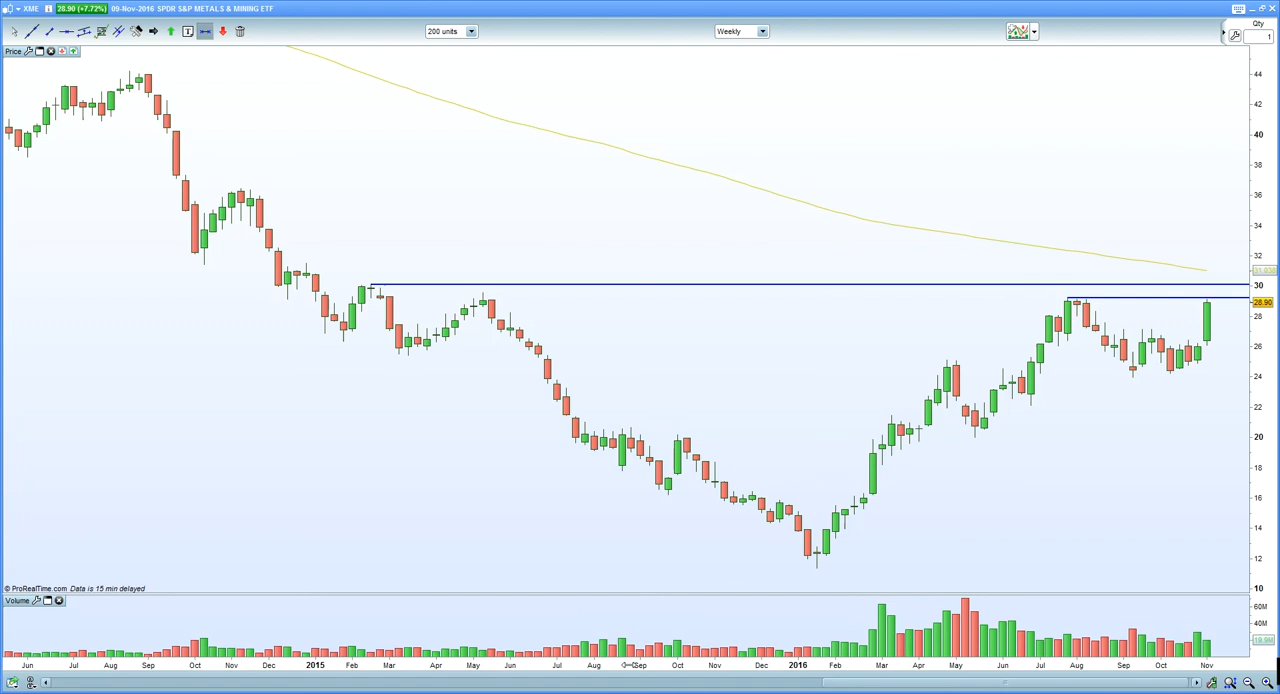 XME 28.90 (+7.72%) 09-Nov-2016 SPDR S&P METALS & MINING ETF
200 units
Weekly
Qty
1
Price
44
42
40
38
36
34
32
31.838
30
28.90
28
26
24
22
20
18
16
14
12
10
© ProRealTime.com Data is 15 min delayed
Volume
60M
40M
19.9M
Jun Jul Aug Sep Oct Nov Dec 2015 Feb Mar Apr May Jun Jul Aug Sep Oct Nov Dec 2016 Feb Mar Apr May Jun Jul Aug Sep Oct Nov